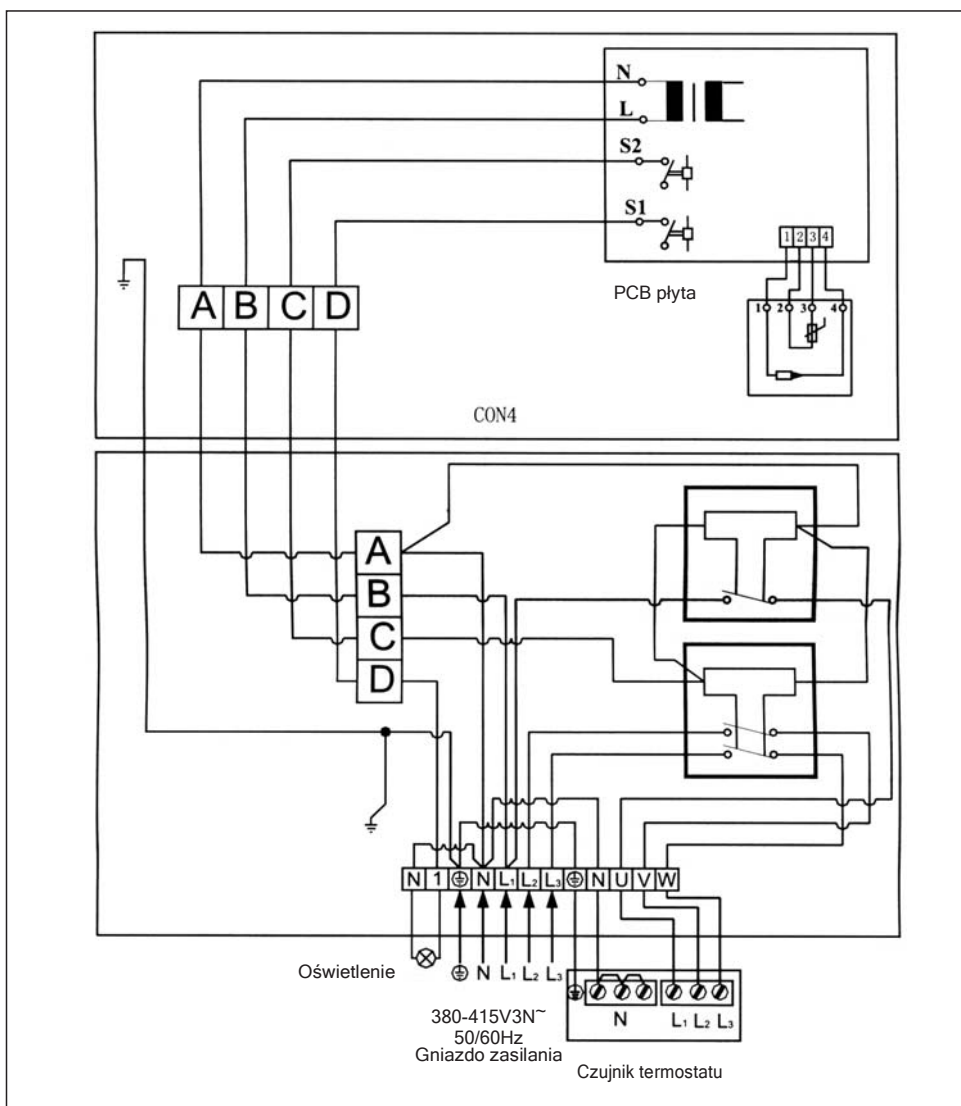 N
L
S2
S1
1 2 3 4
PCB płyta
1 2 3 4
A B C D
CON4
A
B
C
D
N 1 N L1 L2 L3 N U V W
Oświetlenie
N L1 L2 L3
380-415V3N~
50/60Hz
Gniazdo zasilania
N L1 L2 L3
Czujnik termostatu